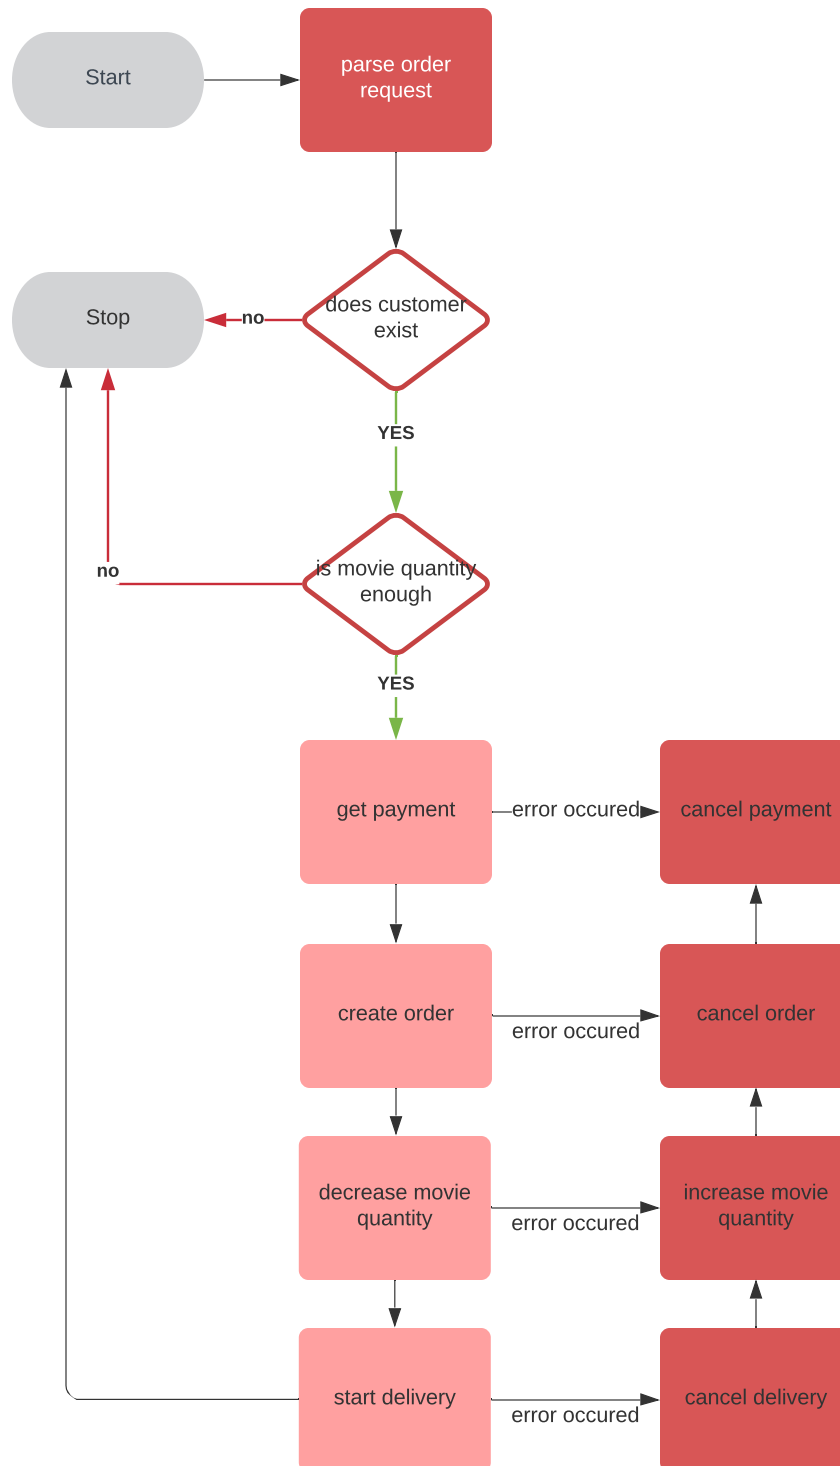 Start
parse order
request
Stop
no
does customer
exist
YES
no
is movie quantity
enough
YES
get payment
error occured
cancel payment
create order
error occured
cancel order
decrease movie
quantity
error occured
increase movie
quantity
start delivery
error occured
cancel delivery